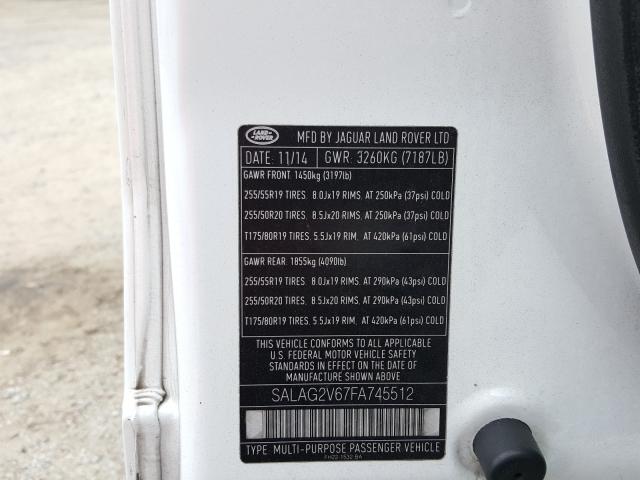 LAND ROVER
MFD BY JAGUAR LAND ROVER LTD
DATE: 11/14 GWR: 3260KG (7187LB)
GAWR FRONT: 1450kg (3197lb)
255/55R19 TIRES, 8.0Jx19 RIMS, AT 250kPa (37psi) COLD
255/50R20 TIRES, 8.5Jx20 RIMS, AT 250kPa (37psi) COLD
T175/80R19 TIRES, 5.5Jx19 RIM, AT 420kPa (61psi) COLD
GAWR REAR: 1855kg (4090lb)
255/55R19 TIRES, 8.0Jx19 RIMS, AT 290kPa (43psi) COLD
255/50R20 TIRES, 8.5Jx20 RIMS, AT 290kPa (43psi) COLD
T175/80R19 TIRES, 5.5Jx19 RIM, AT 420kPa (61psi) COLD
THIS VEHICLE CONFORMS TO ALL APPLICABLE
U.S. FEDERAL MOTOR VEHICLE SAFETY
STANDARDS IN EFFECT ON THE DATE OF
MANUFACTURE SHOWN ABOVE.
SALAG2V67FA745512
TYPE: MULTI-PURPOSE PASSENGER VEHICLE
FH22-1532-BA